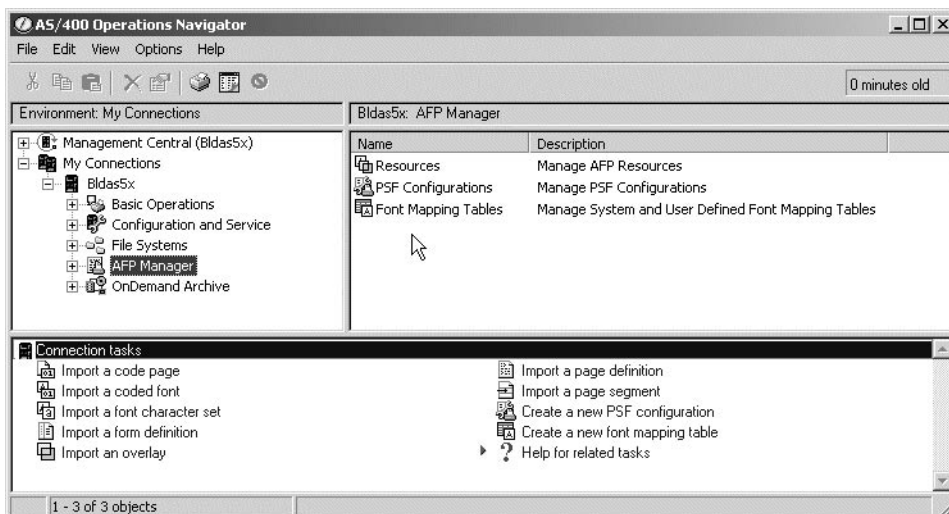 AS/400 Operations Navigator
File Edit View Options Help
0 minutes old
Environment: My Connections
Bldas5x: AFP Manager
Management Central (Bldas5x)
My Connections
Bldas5x
Basic Operations
Configuration and Service
File Systems
AFP Manager
OnDemand Archive
Name Description
Resources Manage AFP Resources
PSF Configurations Manage PSF Configurations
Font Mapping Tables Manage System and User Defined Font Mapping Tables
Connection tasks
Import a code page
Import a coded font
Import a font character set
Import a form definition
Import an overlay
Import a page definition
Import a page segment
Create a new PSF configuration
Create a new font mapping table
Help for related tasks
1 - 3 of 3 objects